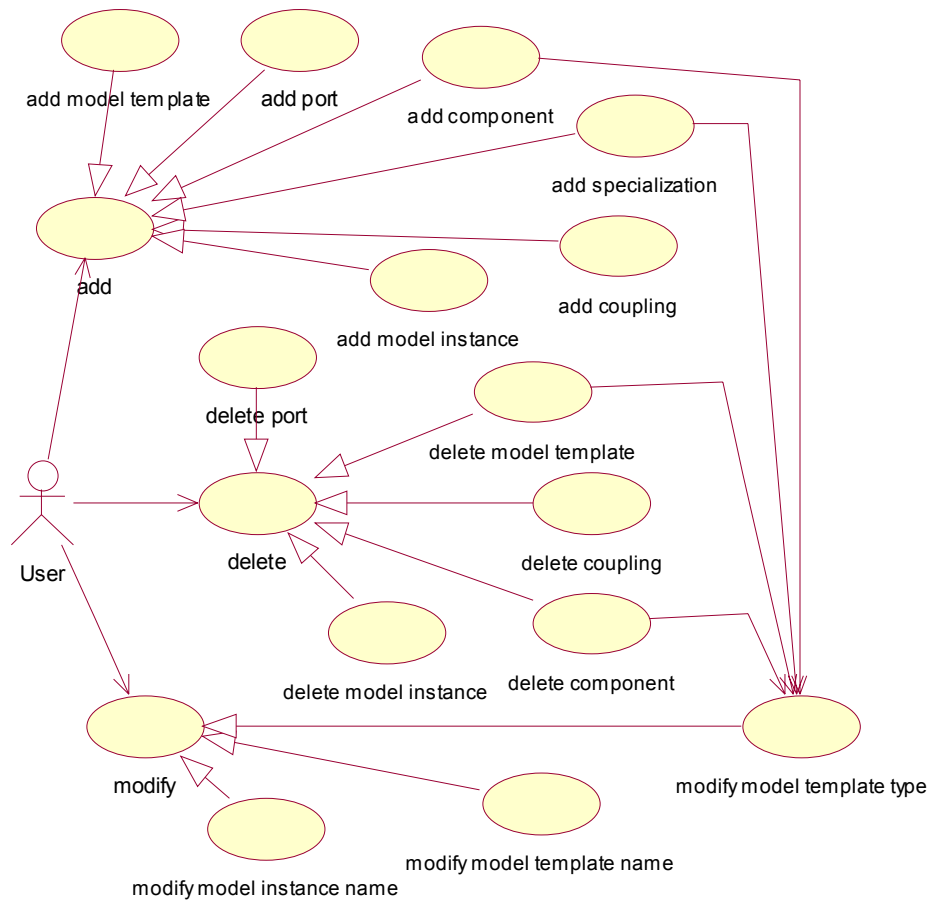 add model template
add port
add component
add specialization
add
add coupling
add model instance
delete port
delete model template
delete
delete coupling
User
delete model instance
delete component
modify
modify model template type
modify model template name
modify model instance name